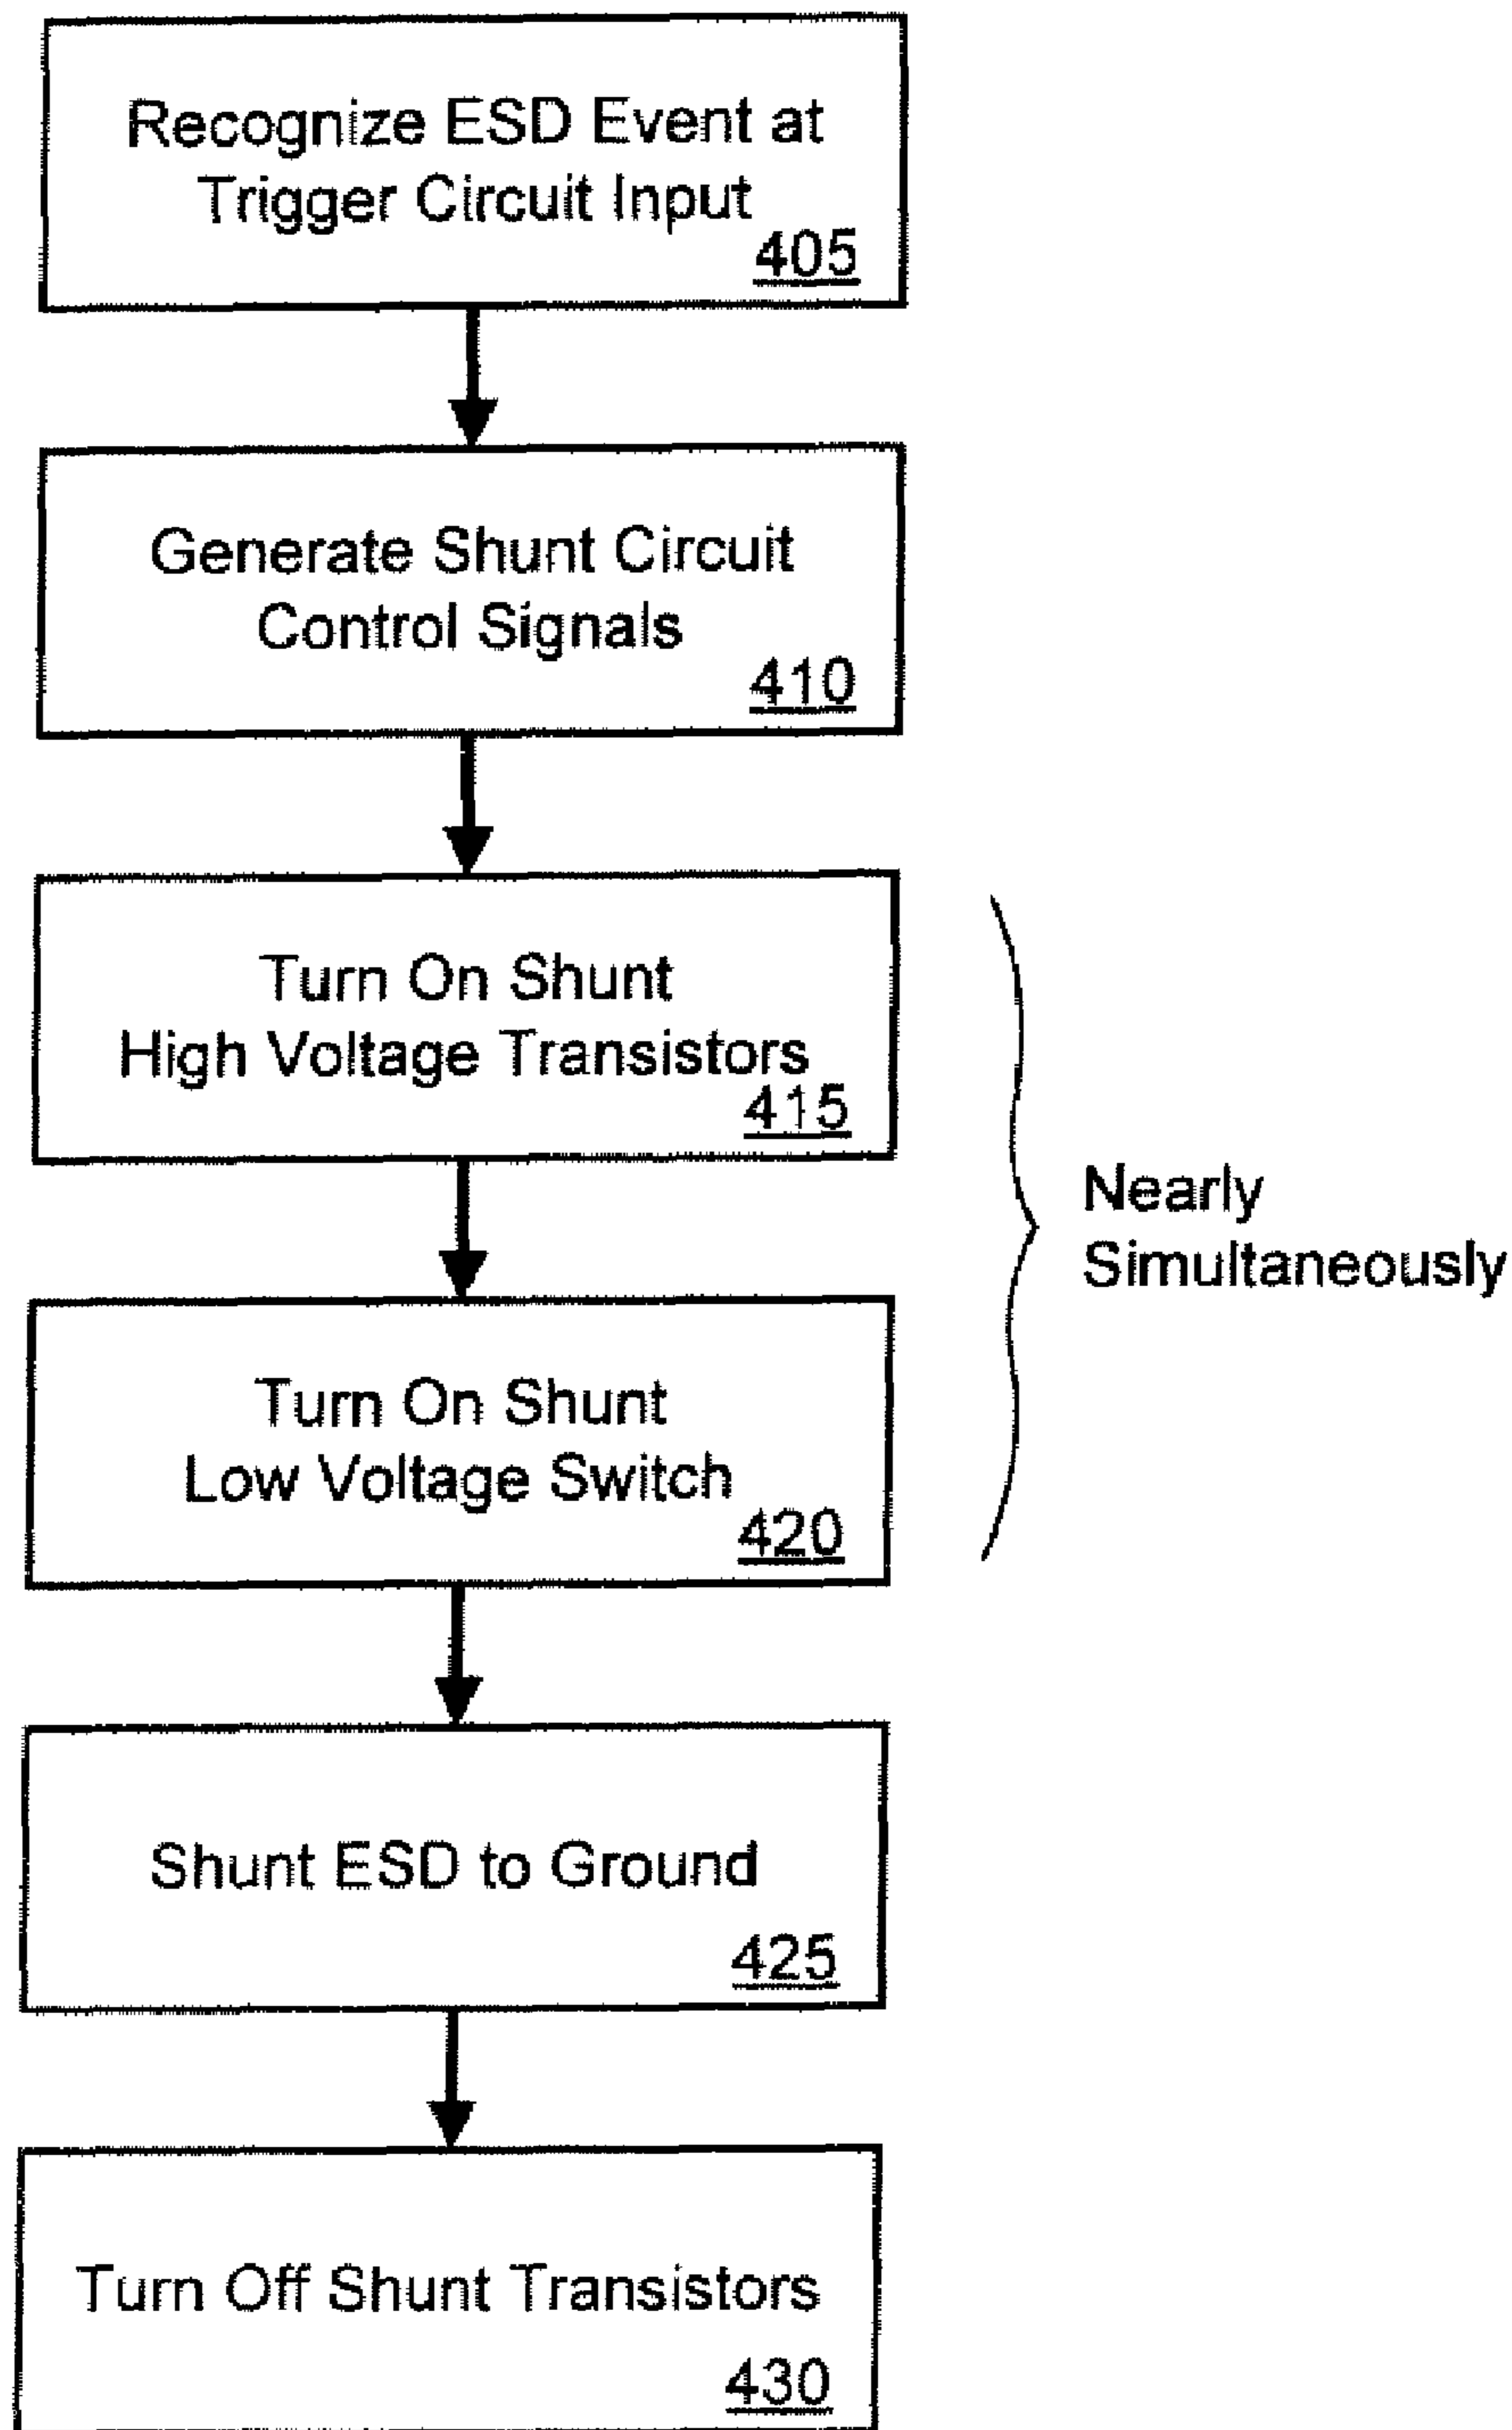 Recognize ESD Event at
Trigger Circuit Input
405
Generate Shunt Circuit
Control Signals
410
Turn On Shunt
High Voltage Transistors
415
Nearly
Simultaneously
Turn On Shunt
Low Voltage Switch
420
Shunt ESD to Ground
425
Turn Off Shunt Transistors
430